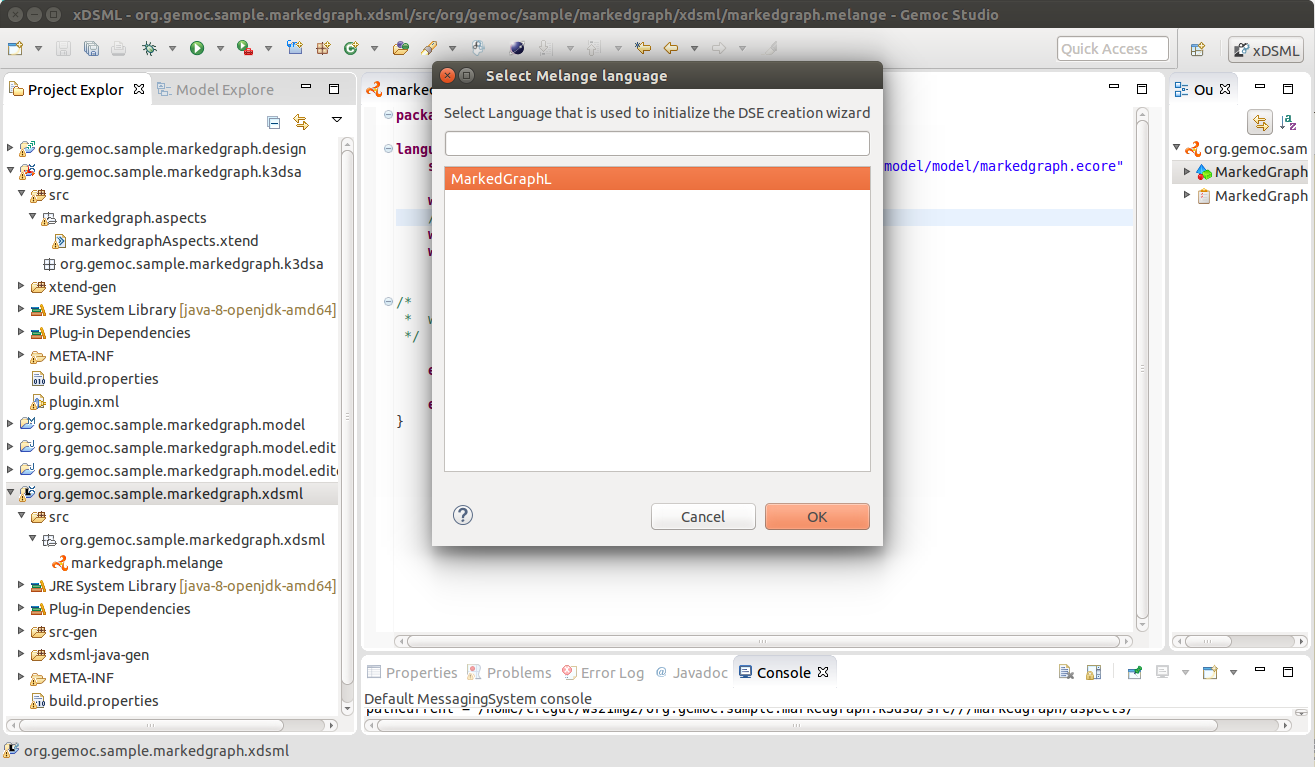 xDSML - org.gemoc.sample.markedgraph.xdsml/src/org/gemoc/sample/markedgraph/xdsml/markedgraph.melange - Gemoc Studio
Quick Access
xDSML
Project Explor
Model Explore
org.gemoc.sample.markedgraph.design
org.gemoc.sample.markedgraph.k3dsa
src
markedgraph.aspects
markedgraphAspects.xtend
org.gemoc.sample.markedgraph.k3dsa
xtend-gen
JRE System Library [java-8-openjdk-amd64]
Plug-in Dependencies
META-INF
build.properties
plugin.xml
org.gemoc.sample.markedgraph.model
org.gemoc.sample.markedgraph.model.edit
org.gemoc.sample.markedgraph.model.edit
org.gemoc.sample.markedgraph.xdsml
src
org.gemoc.sample.markedgraph.xdsml
markedgraph.melange
JRE System Library [java-8-openjdk-amd64]
Plug-in Dependencies
src-gen
xdsml-java-gen
META-INF
build.properties
marke
packa
langu
s
model/model/markedgraph.ecore"
w
/
w
w
/*
* w
*/
e
e
}
Select Melange language
Select Language that is used to initialize the DSE creation wizard
MarkedGraphL
Cancel
OK
Ou
org.gemoc.sam
MarkedGraph
MarkedGraph
Properties
Problems
Error Log
Javadoc
Console
Default MessagingSystem console
org.gemoc.sample.markedgraph.xdsml